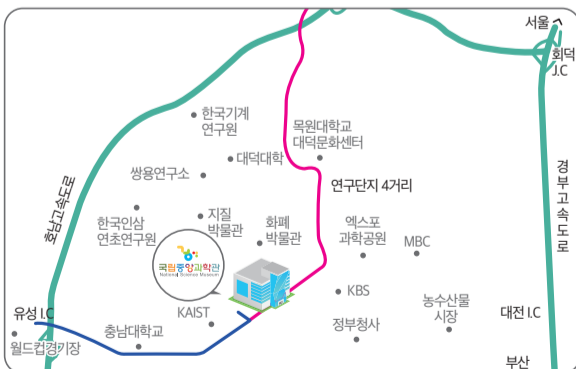 서울
회덕
J.C
한국기계
연구원
목원대학교
대덕문화센터
대덕대학
쌍용연구소
연구단지 4거리
경부고속도로
호남고속도로
한국인삼
연초연구원
지질
박물관
화폐
박물관
엑스포
과학공원
MBC
국립중앙과학관
National Science Museum
KBS
유성 I.C
KAIST
농수산물
시장
대전 I.C
충남대학교
정부청사
월드컵경기장
부산